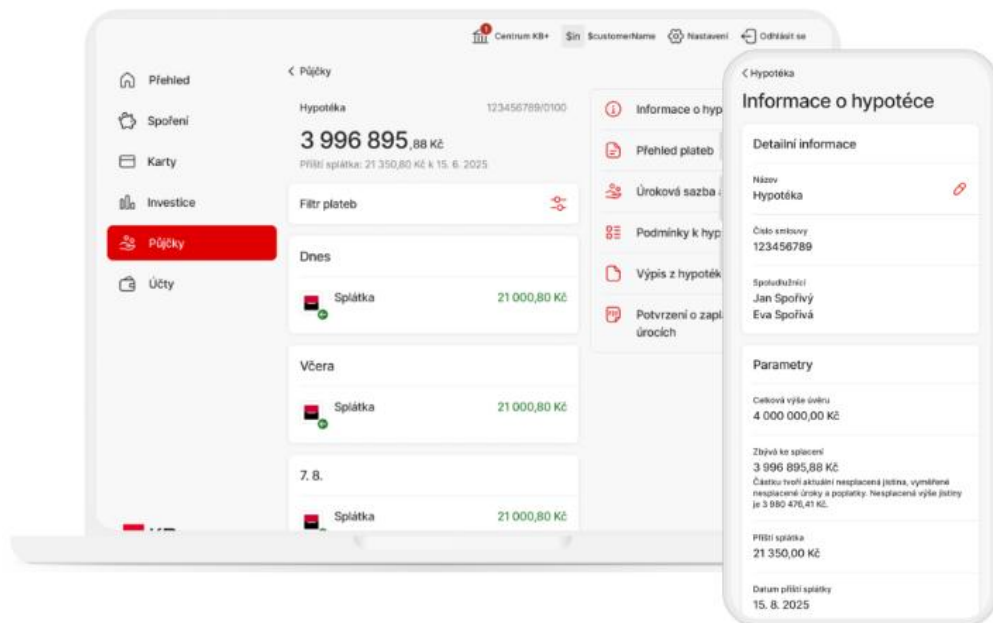 1
Centrum KB+
$in
$customerName
Nastavení
Odhlásit se
Přehled
Spoření
Karty
Investice
Půjčky
Účty
< Půjčky
Hypotéka
123456789/0100
3 996 895,88 Kč
Příští splátka: 21 350,80 Kč k 15. 6. 2025
Filtr plateb
Dnes
Splátka 21 000,80 Kč
Včera
Splátka 21 000,80 Kč
7. 8.
Splátka 21 000,80 Kč
Informace o hyp
Přehled plateb
Úroková sazba
Podmínky k hyp
Výpis z hypoték
Potvrzení o zapl
úrocích
< Hypotéka
Informace o hypotéce
Detailní informace
Název
Hypotéka
Číslo smlouvy
123456789
Spoludlužníci
Jan Spořivý
Eva Spořivá
Parametry
Celková výše úvěru
4 000 000,00 Kč
Zbývá ke splacení
3 996 895,88 Kč
Částku tvoří aktuální nesplacená jistina, vyměřené
nesplacené úroky a poplatky. Nesplacená výše jistiny
je 3 980 476,41 Kč.
Příští splátka
21 350,00 Kč
Datum příští splátky
15. 8. 2025